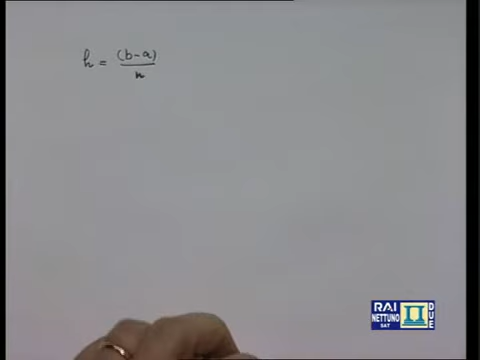 h = (b-a)/n
RAI
NETTUNO
SAT
DUE